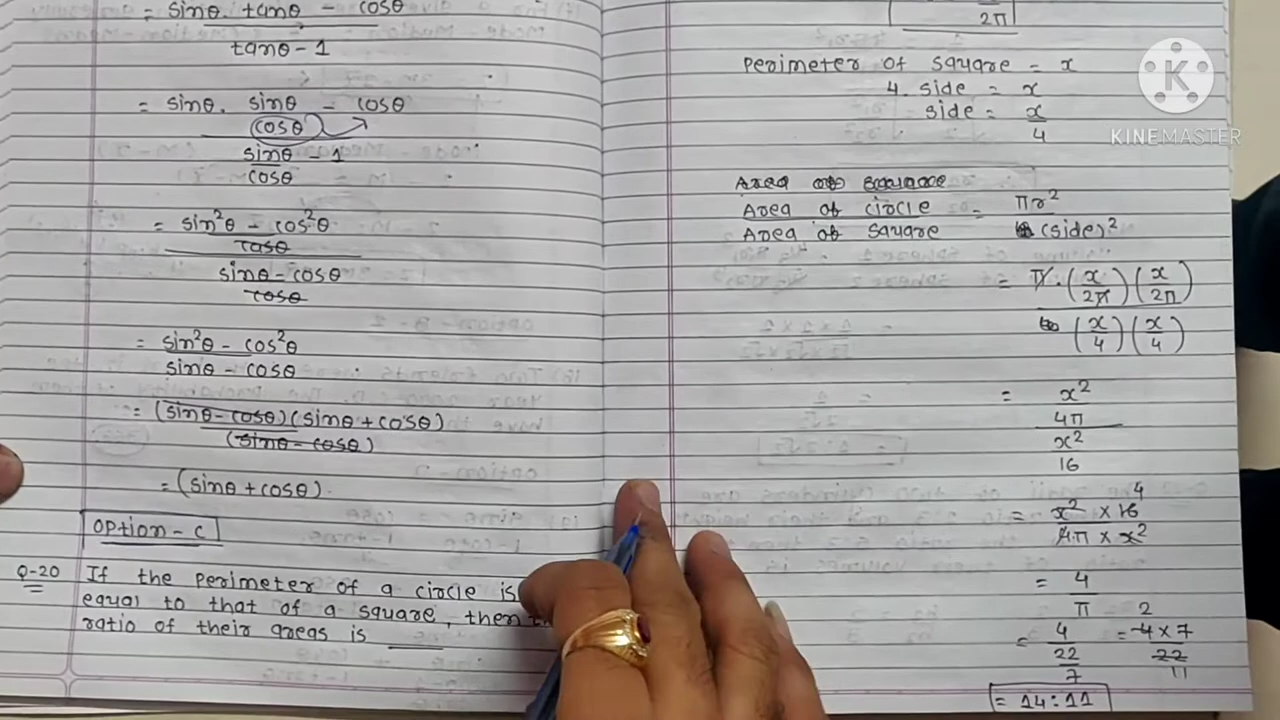 = sinθ. tanθ - cosθ
tanθ - 1
= sinθ. sinθ - cosθ
cosθ
sinθ - 1
cosθ
= sin²θ - cos²θ
cosθ
sinθ - cosθ
cosθ
= sin²θ - cos²θ
sinθ - cosθ
= (sinθ - cosθ)(sinθ + cosθ)
(sinθ - cosθ)
= (sinθ + cosθ).
option - c
Q-20 If the perimeter of a circle is
equal to that of a square, then
ratio of their areas is ____
2π
Perimeter of square = x
4. side = x
side = x
4
Area of circle = πr²
Area of square (side)²
= π. (x/2π) (x/2π)
(x/4) (x/4)
= x²
4π
x²
16
4
= x² × 16
4π × x²
= 4
π
= 4
22
7
2
= 4 × 7
22
11
= 14:11
K
KINEMASTER